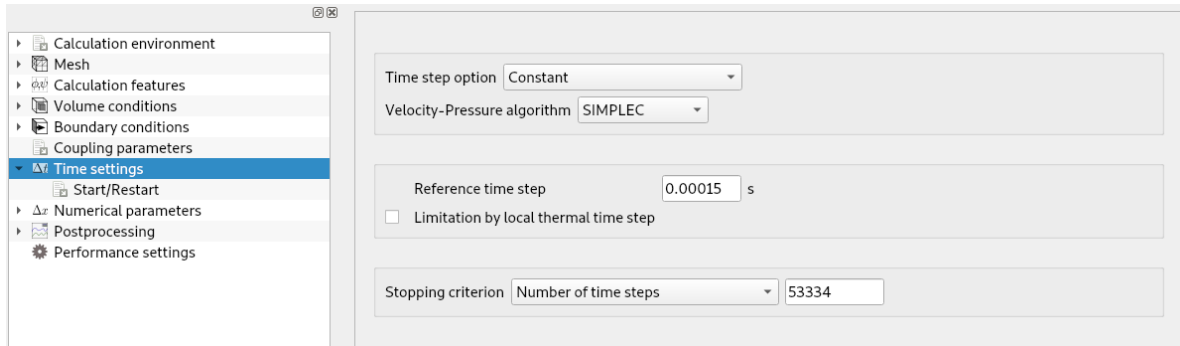 Calculation environment
Mesh
Calculation features
Volume conditions
Boundary conditions
Coupling parameters
Time settings
Start/Restart
Δx Numerical parameters
Postprocessing
Performance settings
Time step option Constant
Velocity-Pressure algorithm SIMPLEC
Reference time step 0.00015 s
Limitation by local thermal time step
Stopping criterion Number of time steps 53334